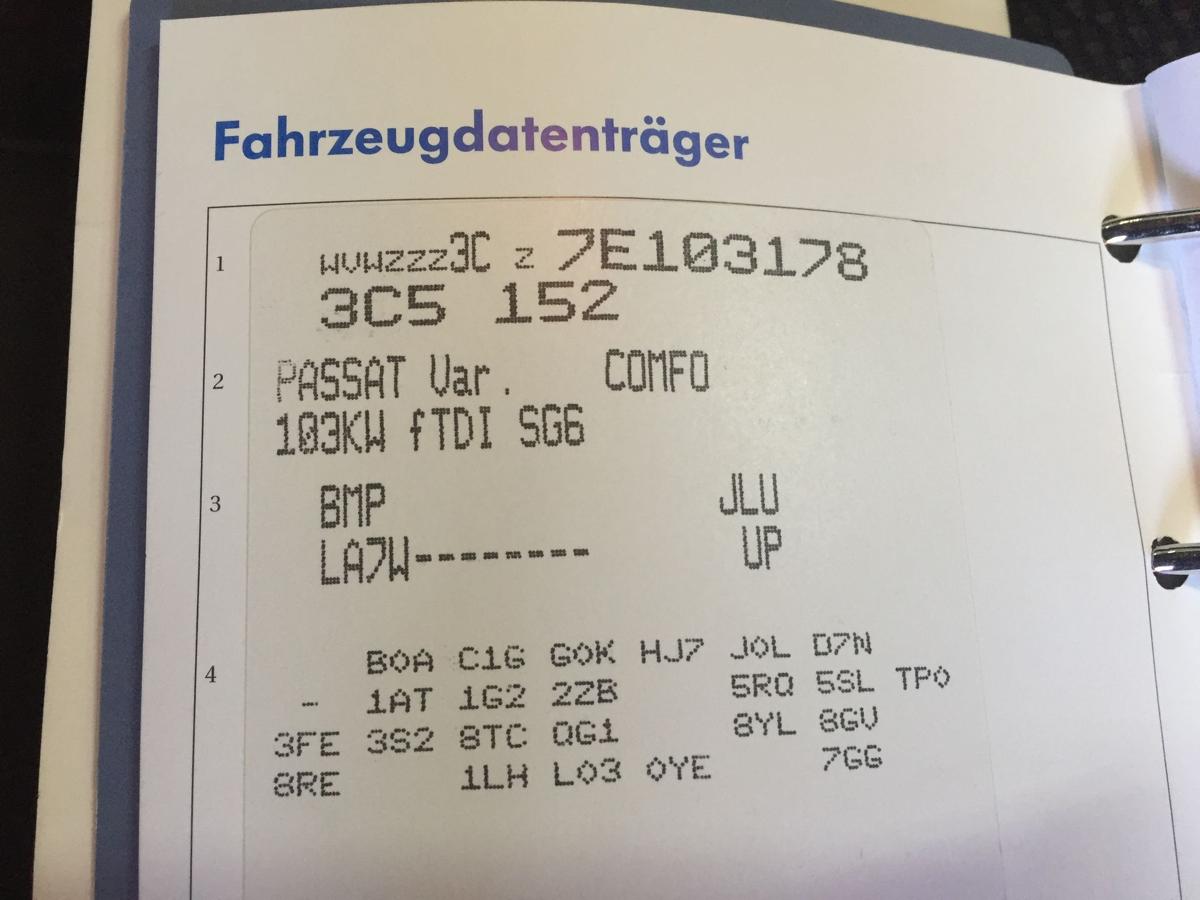 Fahrzeugdatenträger
1 WVWZZZ3C Z 7E103178
3C5 152
2 PASSAT Var. COMFO
103KW fTDI SG6
3 BMP JLU
LA7W-------- UP
4 B0A C1G G0K HJ7 J0L D7N
- 1AT 1G2 2ZB 5RQ 5SL TP0
3FE 3S2 8TC QG1 8YL 8GV
8RE 1LH L03 0YE 7GG